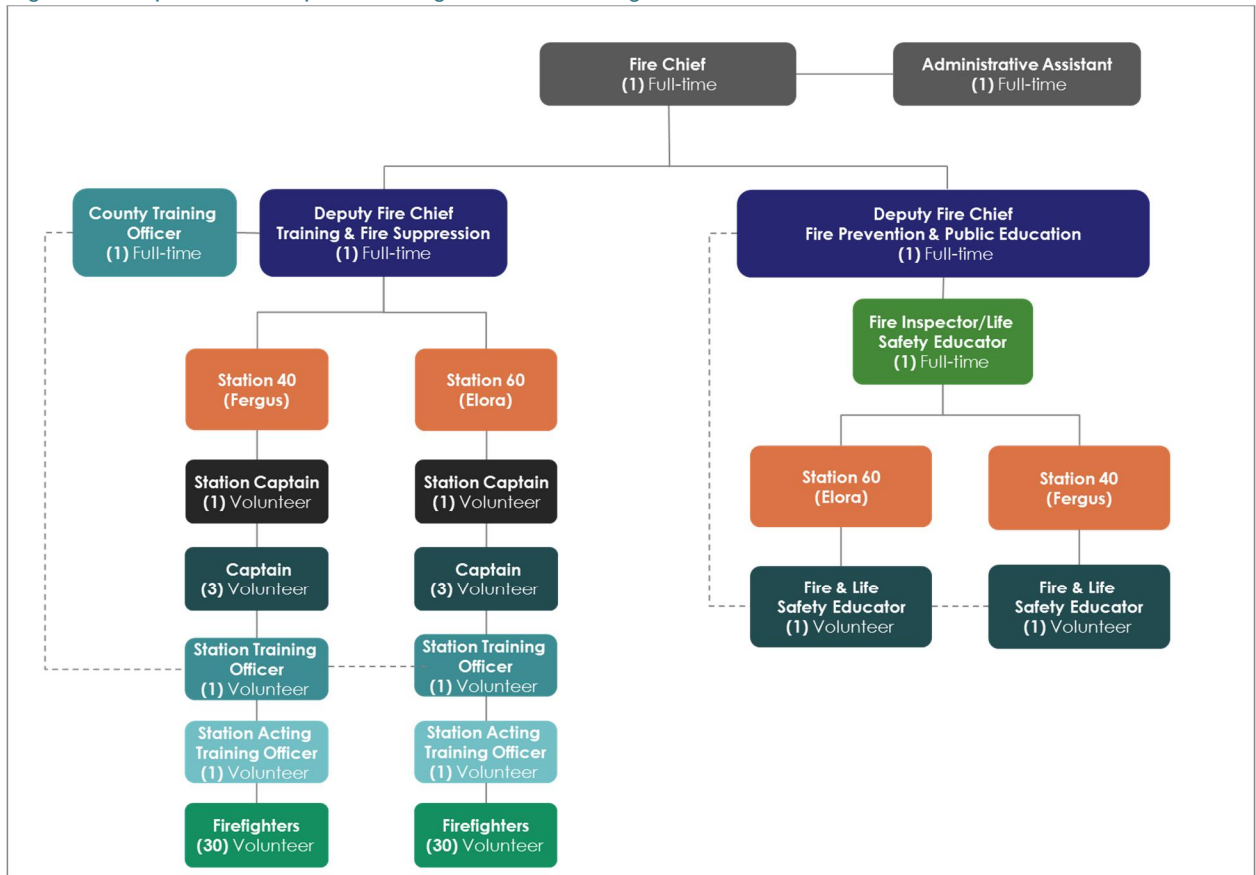 Fire Chief
(1) Full-time
Administrative Assistant
(1) Full-time
County Training
Officer
(1) Full-time
Deputy Fire Chief
Training & Fire Suppression
(1) Full-time
Deputy Fire Chief
Fire Prevention & Public Education
(1) Full-time
Fire Inspector/Life
Safety Educator
(1) Full-time
Station 40
(Fergus)
Station 60
(Elora)
Station Captain
(1) Volunteer
Station Captain
(1) Volunteer
Captain
(3) Volunteer
Captain
(3) Volunteer
Station Training
Officer
(1) Volunteer
Station Training
Officer
(1) Volunteer
Station Acting
Training Officer
(1) Volunteer
Station Acting
Training Officer
(1) Volunteer
Firefighters
(30) Volunteer
Firefighters
(30) Volunteer
Station 60
(Elora)
Station 40
(Fergus)
Fire & Life
Safety Educator
(1) Volunteer
Fire & Life
Safety Educator
(1) Volunteer